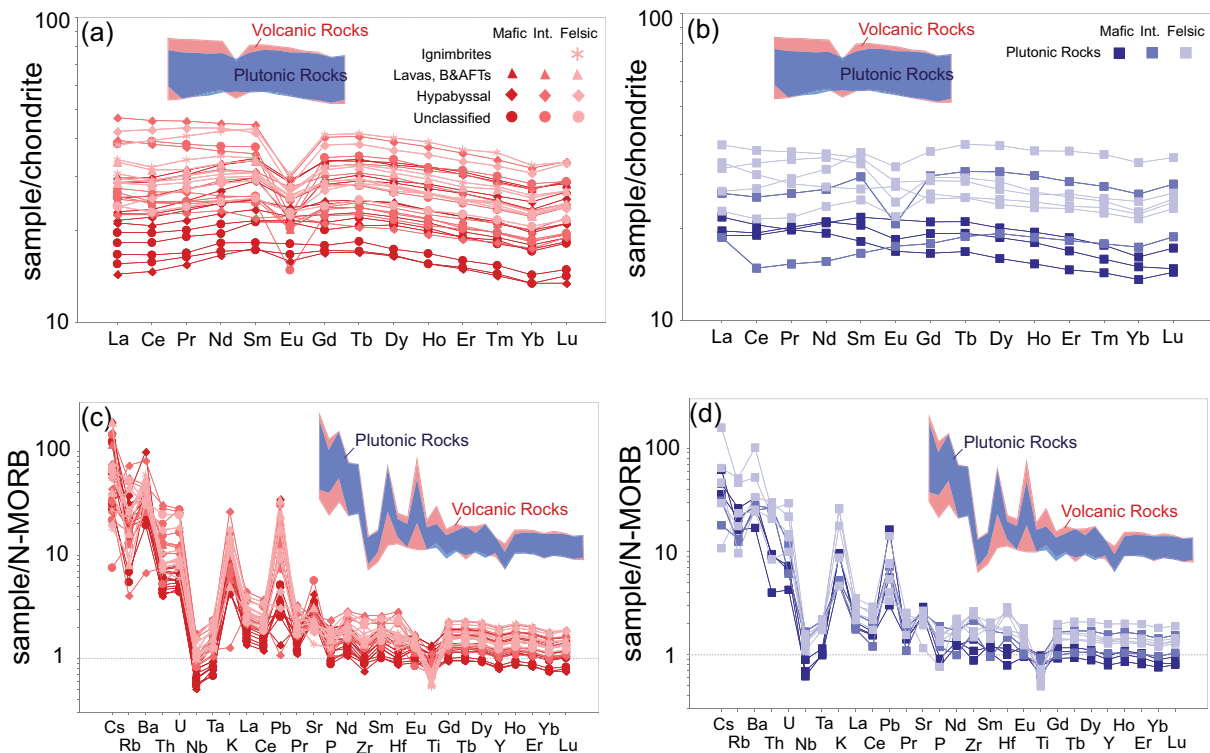 (a)
100
10
sample/chondrite
Volcanic Rocks
Plutonic Rocks
Mafic Int. Felsic
Ignimbrites
Lavas, B&AFTs
Hypabyssal
Unclassified
La Ce Pr Nd Sm Eu Gd Tb Dy Ho Er Tm Yb Lu
(b)
100
10
sample/chondrite
Volcanic Rocks
Plutonic Rocks
Mafic Int. Felsic
Plutonic Rocks
La Ce Pr Nd Sm Eu Gd Tb Dy Ho Er Tm Yb Lu
(c)
100
10
1
sample/N-MORB
Plutonic Rocks
Volcanic Rocks
Cs Ba U Ta La Pb Sr Nd Sm Eu Gd Dy Ho Yb
Rb Th Nb K Ce Pr P Zr Hf Ti Tb Y Er Lu
(d)
100
10
1
sample/N-MORB
Plutonic Rocks
Volcanic Rocks
Cs Ba U Ta La Pb Sr Nd Sm Eu Gd Dy Ho Yb
Rb Th Nb K Ce Pr P Zr Hf Ti Tb Y Er Lu